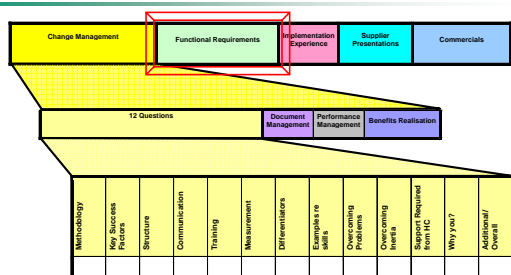 Change Management
Functional Requirements
Implementation
Experience
Supplier
Presentations
Commercials
12 Questions
Document
Management
Performance
Management
Benefits Realisation
Methodology
Key Success
Factors
Structure
Communication
Training
Measurement
Differentiators
Examples re
skills
Overcoming
Problems
Overcoming
Inertia
Support Required
from HC
Why you?
Additional/
Overall